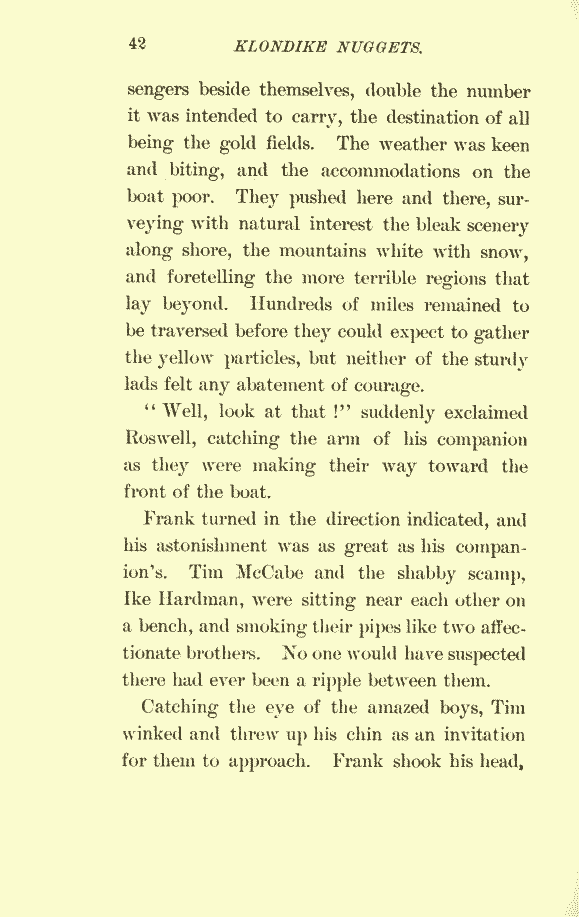 42 KLONDIKE NUGGETS.
sengers beside themselves, double the number
it was intended to carry, the destination of all
being the gold fields. The weather was keen
and biting, and the accommodations on the
boat poor. They pushed here and there, sur-
veying with natural interest the bleak scenery
along shore, the mountains white with snow,
and foretelling the more terrible regions that
lay beyond. Hundreds of miles remained to
be traversed before they could expect to gather
the yellow particles, but neither of the sturdy
lads felt any abatement of courage.
“ Well, look at that !” suddenly exclaimed
Roswell, catching the arm of his companion
as they were making their way toward the
front of the boat.
Frank turned in the direction indicated, and
his astonishment was as great as his compan-
ion's. Tim McCabe and the shabby scamp,
Ike Hardman, were sitting near each other on
a bench, and smoking their pipes like two affec-
tionate brothers. No one would have suspected
there had ever been a ripple between them.
Catching the eye of the amazed boys, Tim
winked and threw up his chin as an invitation
for them to approach. Frank shook his head,